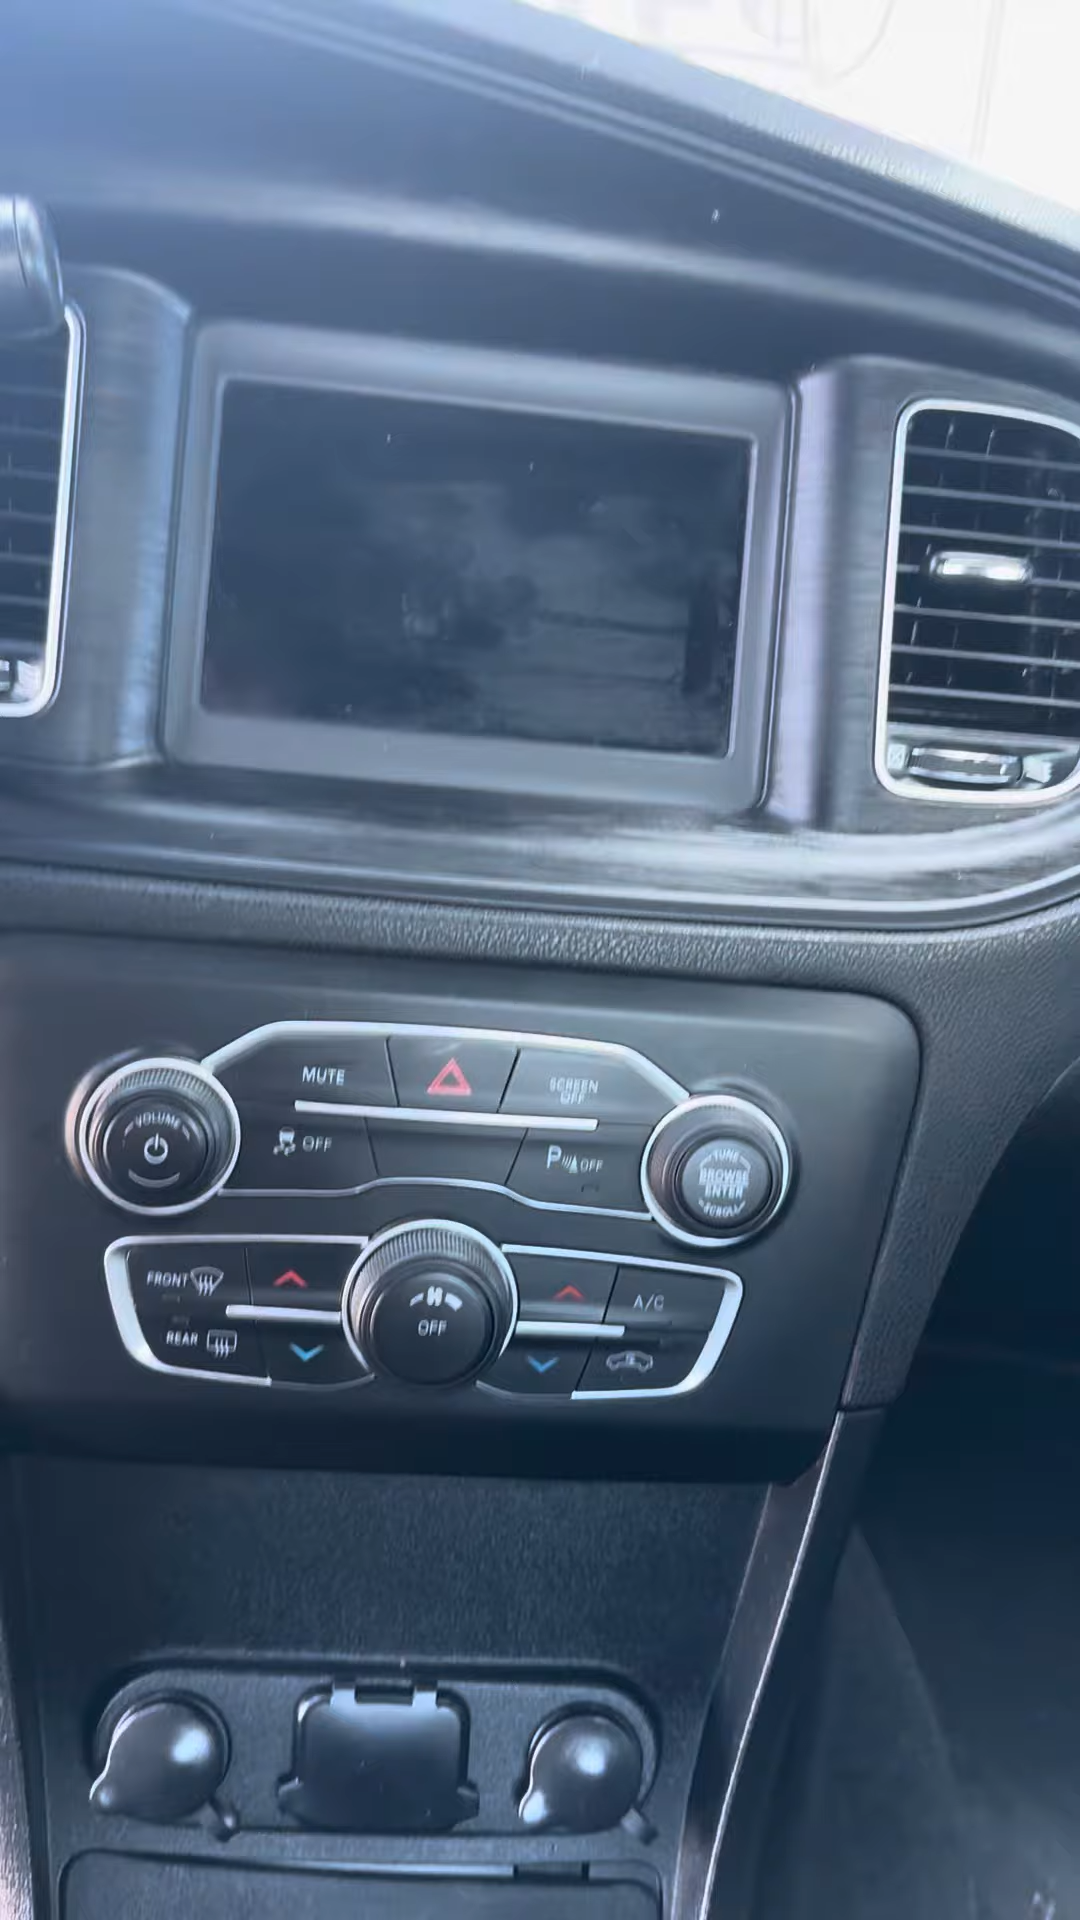 MUTE
SCREEN
OFF
VOLUME
OFF
P OFF
TUNE
BROWSE
ENTER
SCROLL
FRONT
OFF
A/C
REAR